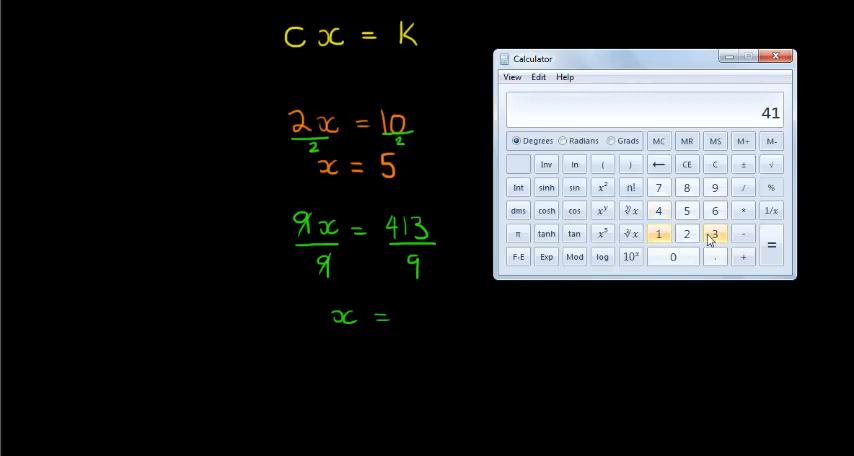 Cx = K
2x = 10
2 2
x = 5
9x = 413
9 9
x =
Calculator
View Edit Help
41
Degrees Radians Grads MC MR MS M+ M-
Inv ln ( ) ← CE C ± √
Int sinh sin x² n! 7 8 9 / %
dms cosh cos xʸ ʸ√x 4 5 6 * 1/x
π tanh tan x³ ³√x 1 2 3 - =
F-E Exp Mod log 10ˣ 0 . +